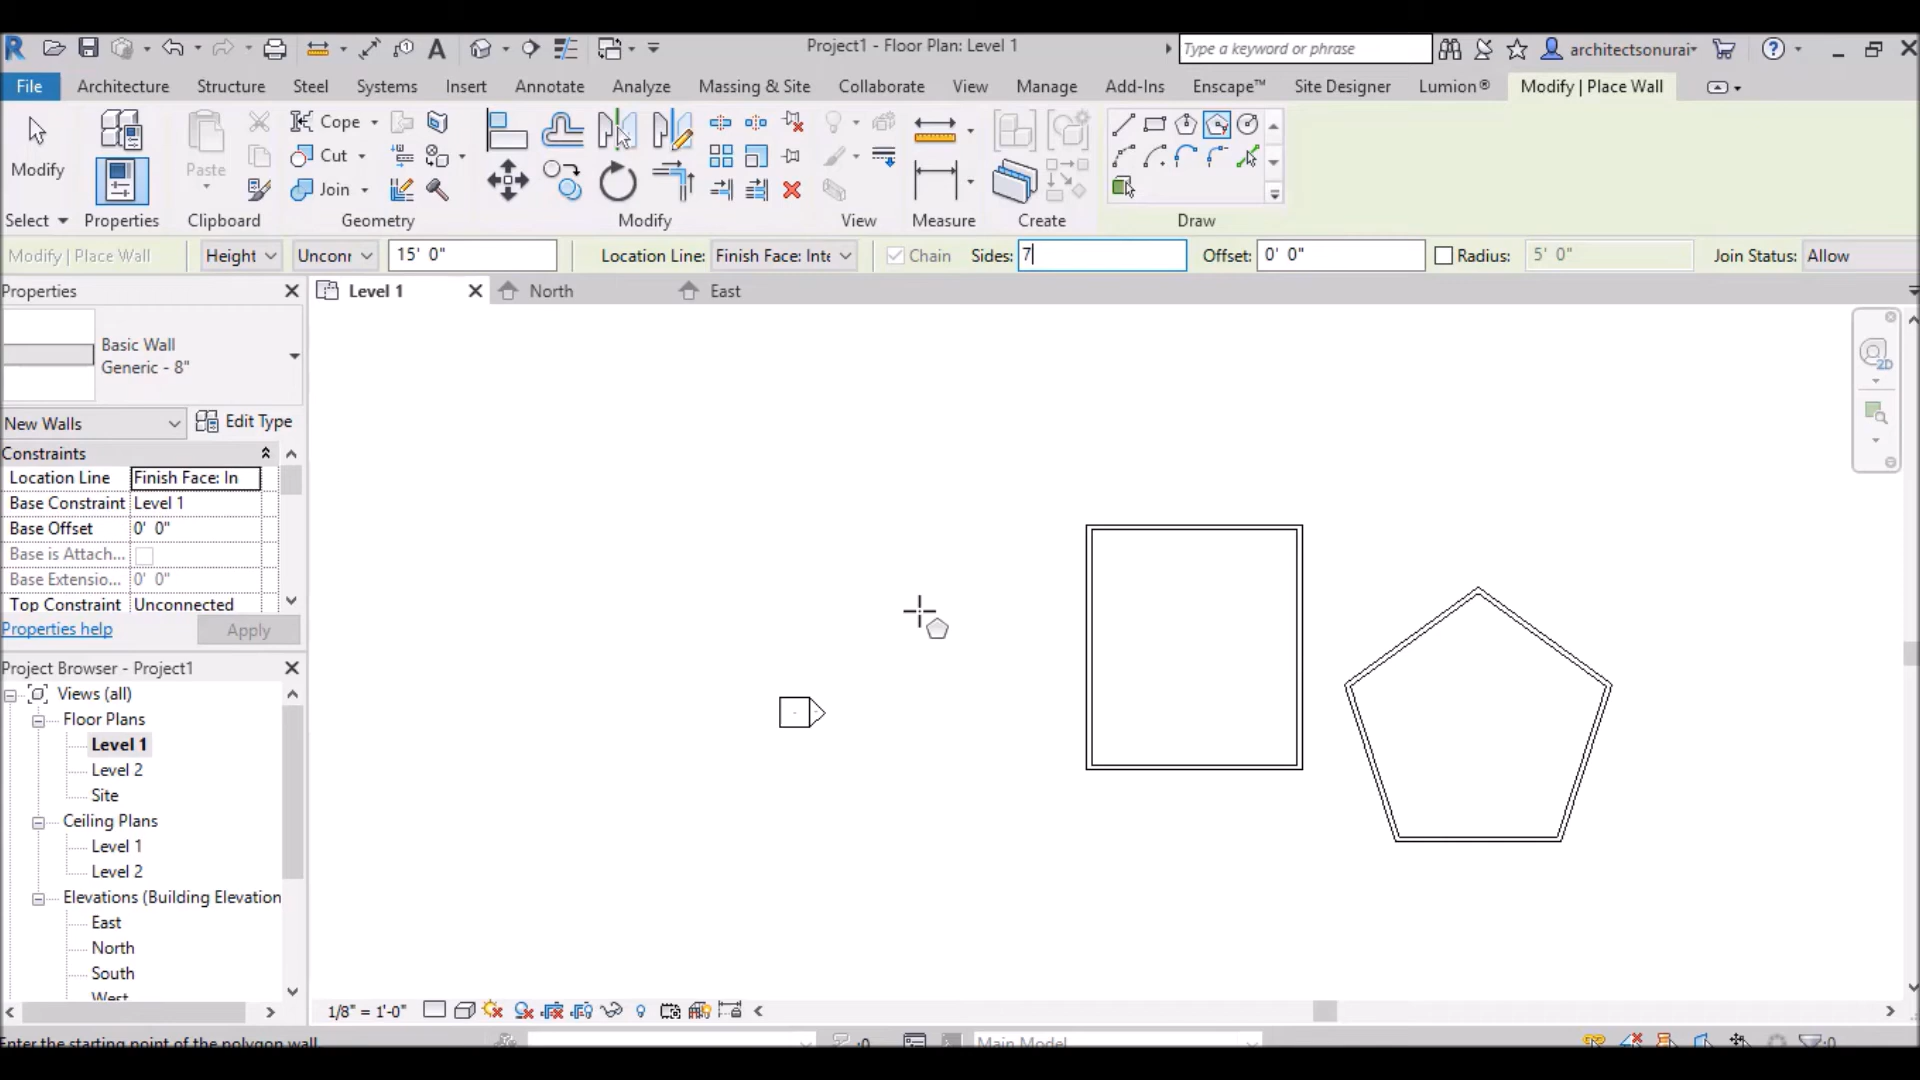 Project1 - Floor Plan: Level 1
Type a keyword or phrase
architectsonurai
File Architecture Structure Steel Systems Insert Annotate Analyze Massing & Site Collaborate View Manage Add-Ins Enscape™ Site Designer Lumion® Modify | Place Wall
Modify
Paste
Cope
Cut
Join
Select Properties Clipboard Geometry Modify View Measure Create Draw
Modify | Place Wall Height Unconr 15' 0" Location Line: Finish Face: Inte Chain Sides: 7 Offset: 0' 0" Radius: 5' 0" Join Status: Allow
Properties
Level 1 North East
Basic Wall
Generic - 8"
2D
New Walls Edit Type
Constraints
Location Line Finish Face: In
Base Constraint Level 1
Base Offset 0' 0"
Base is Attach...
Base Extensio... 0' 0"
Top Constraint Unconnected
Properties help Apply
Project Browser - Project1
Views (all)
Floor Plans
Level 1
Level 2
Site
Ceiling Plans
Level 1
Level 2
Elevations (Building Elevation
East
North
South
West
1/8" = 1'-0"
Enter the starting point of the polygon wall. :0 Main Model :0